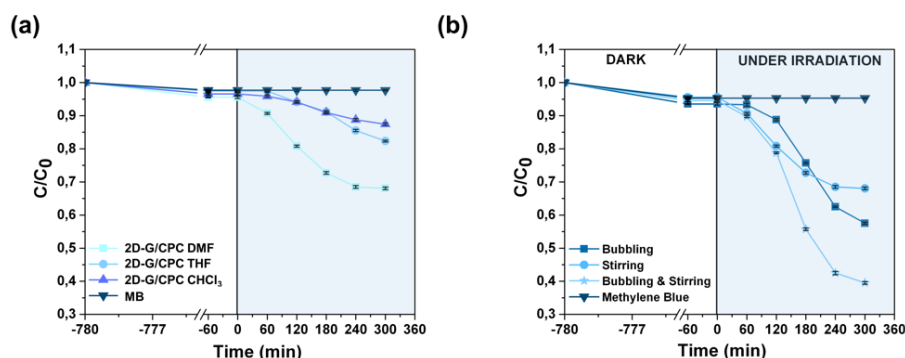 (a)
1,1
1,0
0,9
0,8
0,7
0,6
0,5
0,4
0,3
C/C₀
2D-G/CPC DMF
2D-G/CPC THF
2D-G/CPC CHCl₃
MB
-780 -777 -60 0 60 120 180 240 300 360
Time (min)
(b)
DARK UNDER IRRADIATION
1,1
1,0
0,9
0,8
0,7
0,6
0,5
0,4
0,3
C/C₀
Bubbling
Stirring
Bubbling & Stirring
Methylene Blue
-780 -777 -60 0 60 120 180 240 300 360
Time (min)